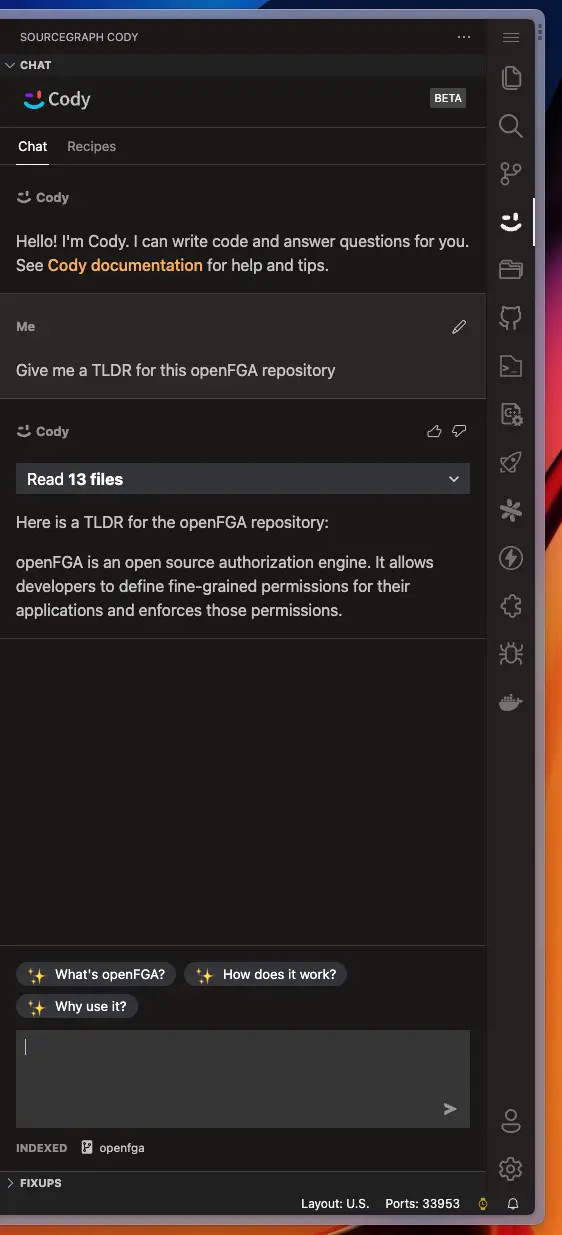 SOURCEGRAPH CODY
CHAT
Cody
BETA
Chat Recipes
Cody
Hello! I'm Cody. I can write code and answer questions for you.
See Cody documentation for help and tips.
Me
Give me a TLDR for this openFGA repository
Cody
Read 13 files
Here is a TLDR for the openFGA repository:
openFGA is an open source authorization engine. It allows
developers to define fine-grained permissions for their
applications and enforces those permissions.
What's openFGA? How does it work?
Why use it?
INDEXED openfga
FIXUPS
Layout: U.S. Ports: 33953